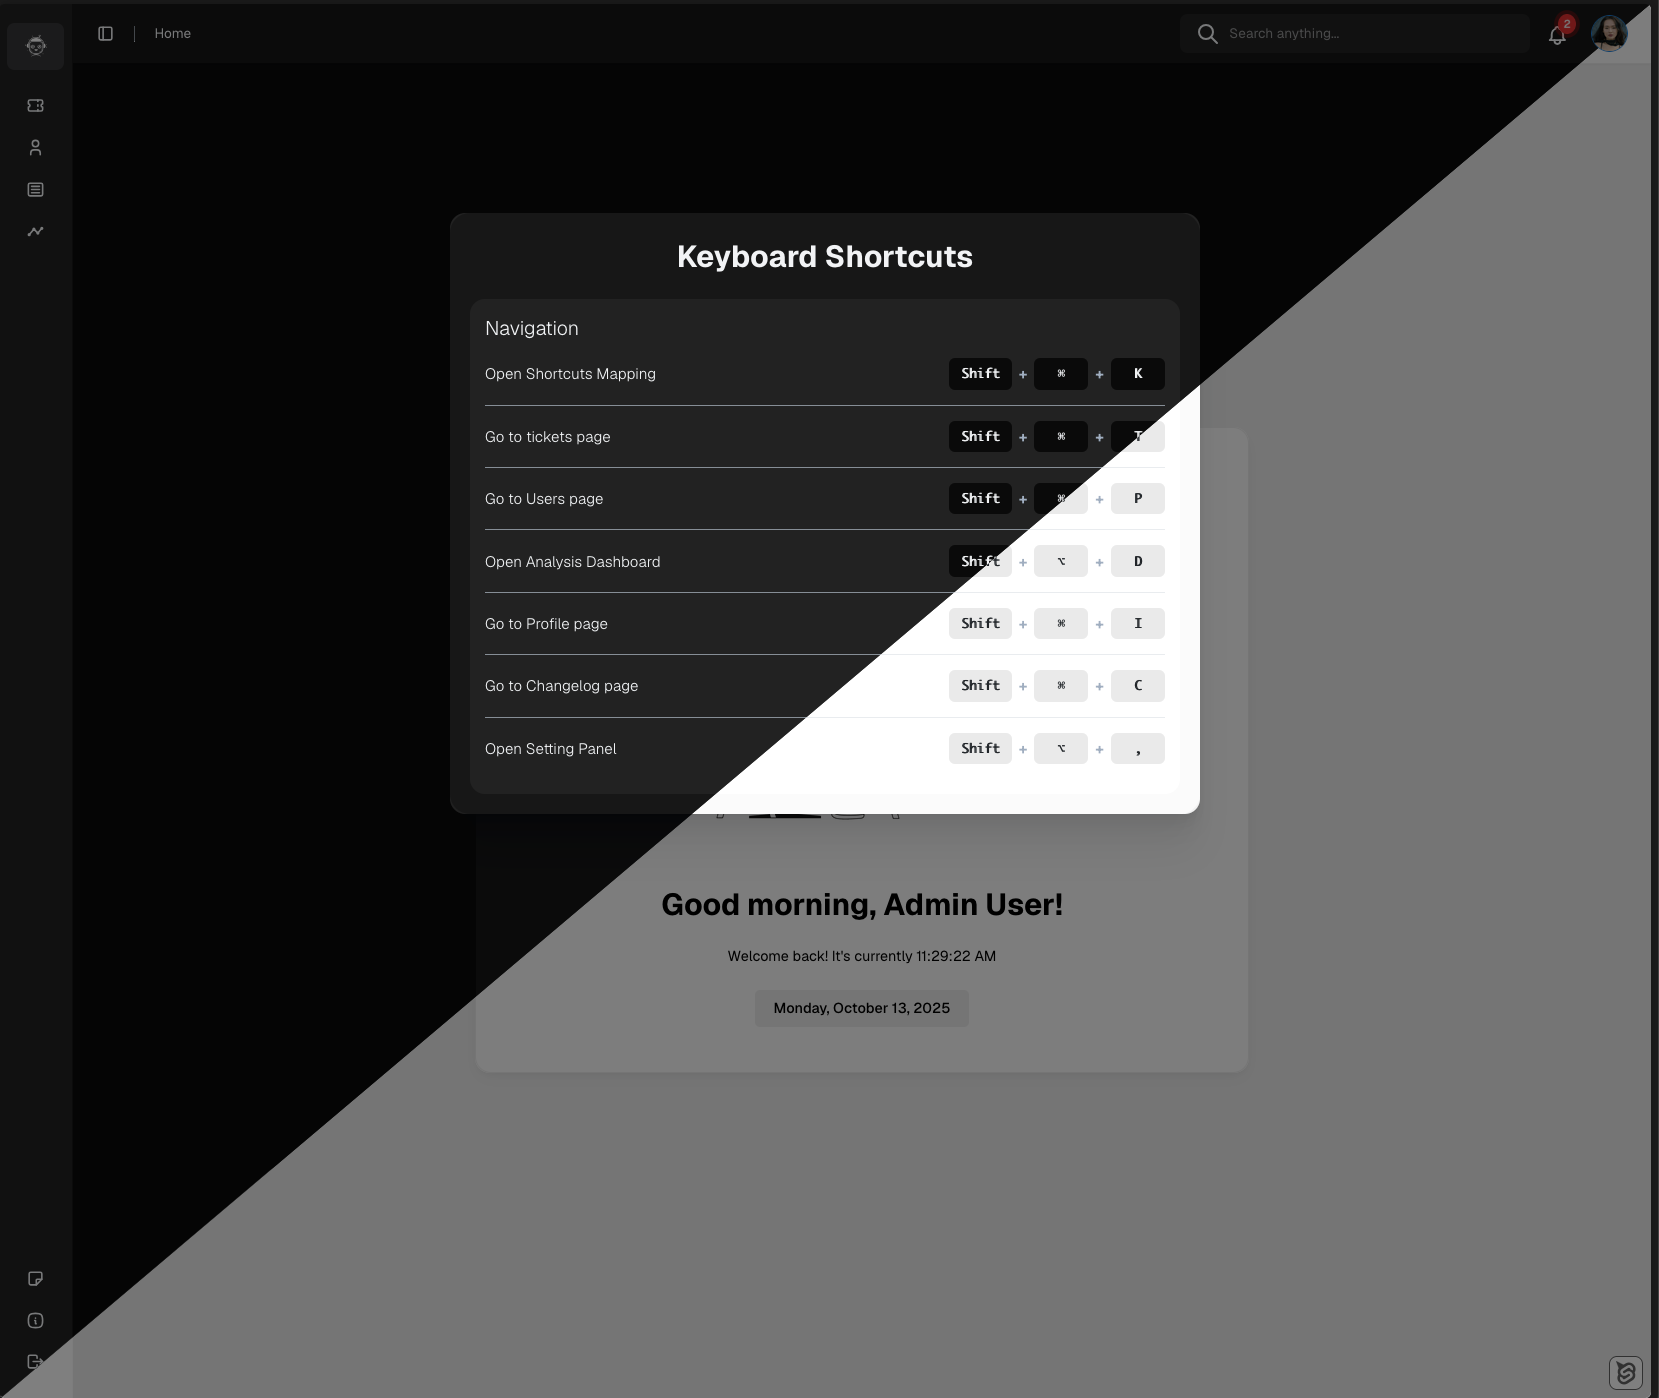 Home
Search anything...
2
Keyboard Shortcuts
Navigation
Open Shortcuts Mapping Shift + ⌘ + K
Go to tickets page Shift + ⌘ + T
Go to Users page Shift + ⌘ + P
Open Analysis Dashboard Shift + ⌥ + D
Go to Profile page Shift + ⌘ + I
Go to Changelog page Shift + ⌘ + C
Open Setting Panel Shift + ⌥ + ,
Good morning, Admin User!
Welcome back! It's currently 11:29:22 AM
Monday, October 13, 2025